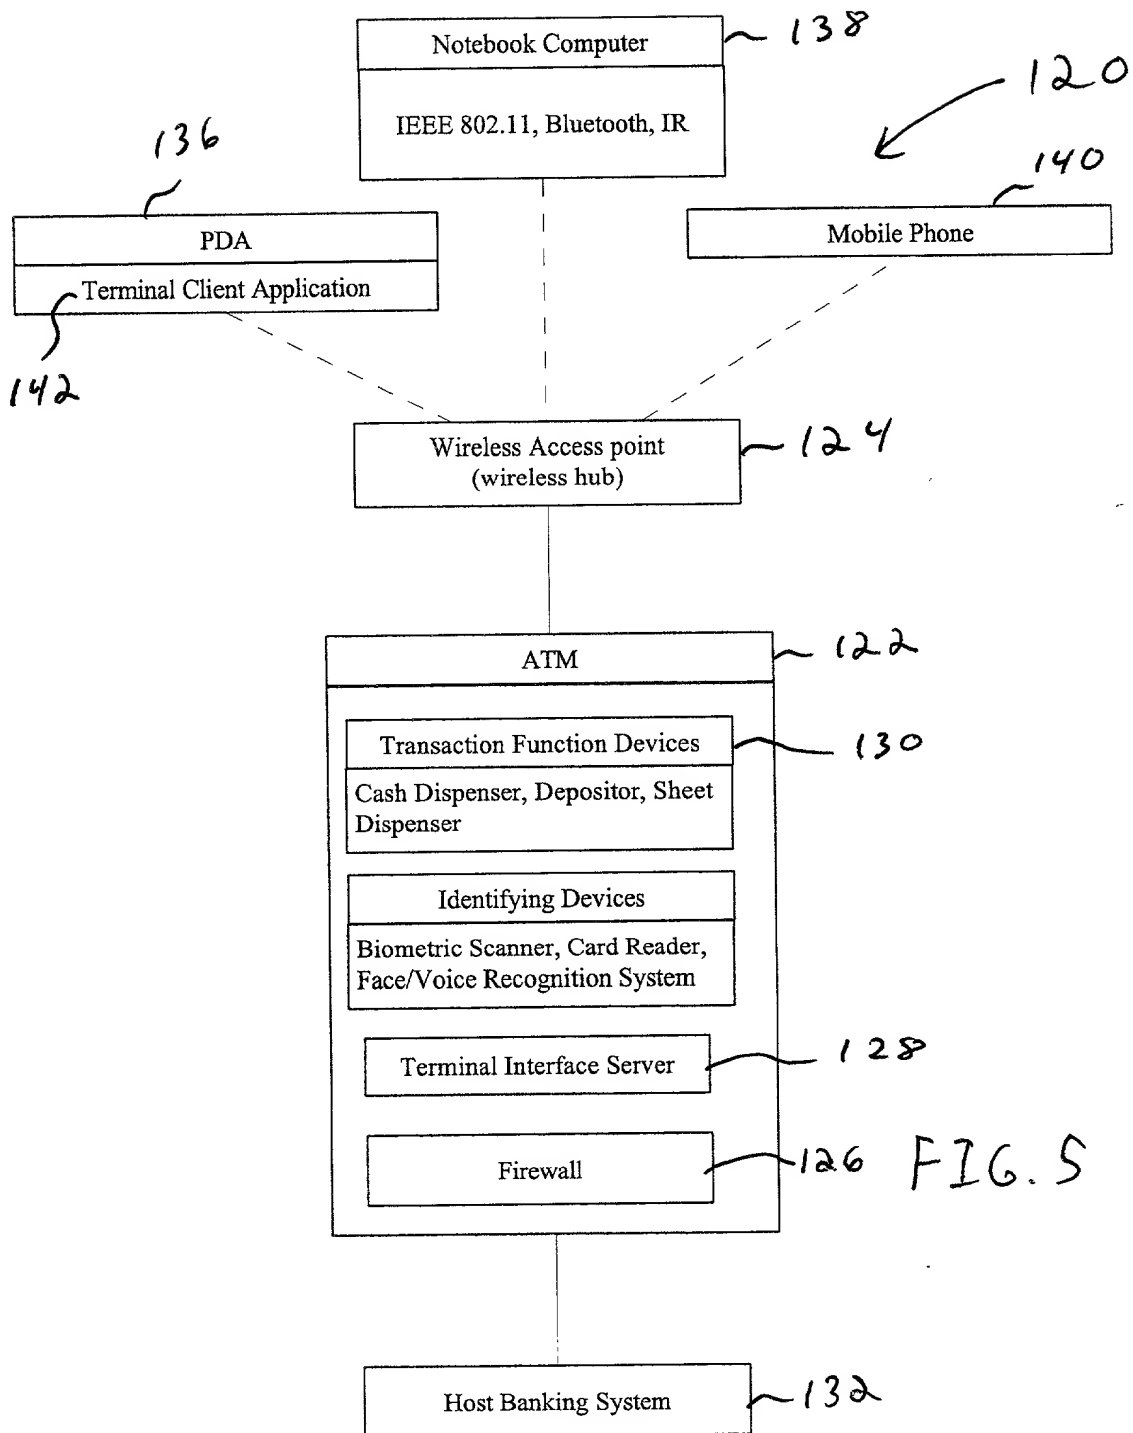 Notebook Computer
138
IEEE 802.11, Bluetooth, IR
120
136
140
PDA
Mobile Phone
Terminal Client Application
142
Wireless Access point
(wireless hub)
124
ATM
122
Transaction Function Devices
130
Cash Dispenser, Depositor, Sheet
Dispenser
Identifying Devices
Biometric Scanner, Card Reader,
Face/Voice Recognition System
Terminal Interface Server
128
Firewall
126
FIG. 5
Host Banking System
132